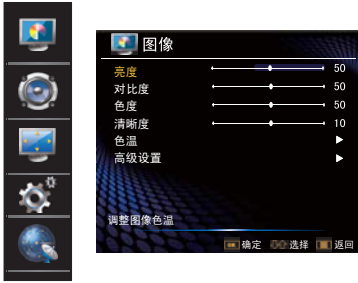 图像
亮度 50
对比度 50
色度 50
清晰度 10
色温
高级设置
调整图像色温
确定 选择 返回